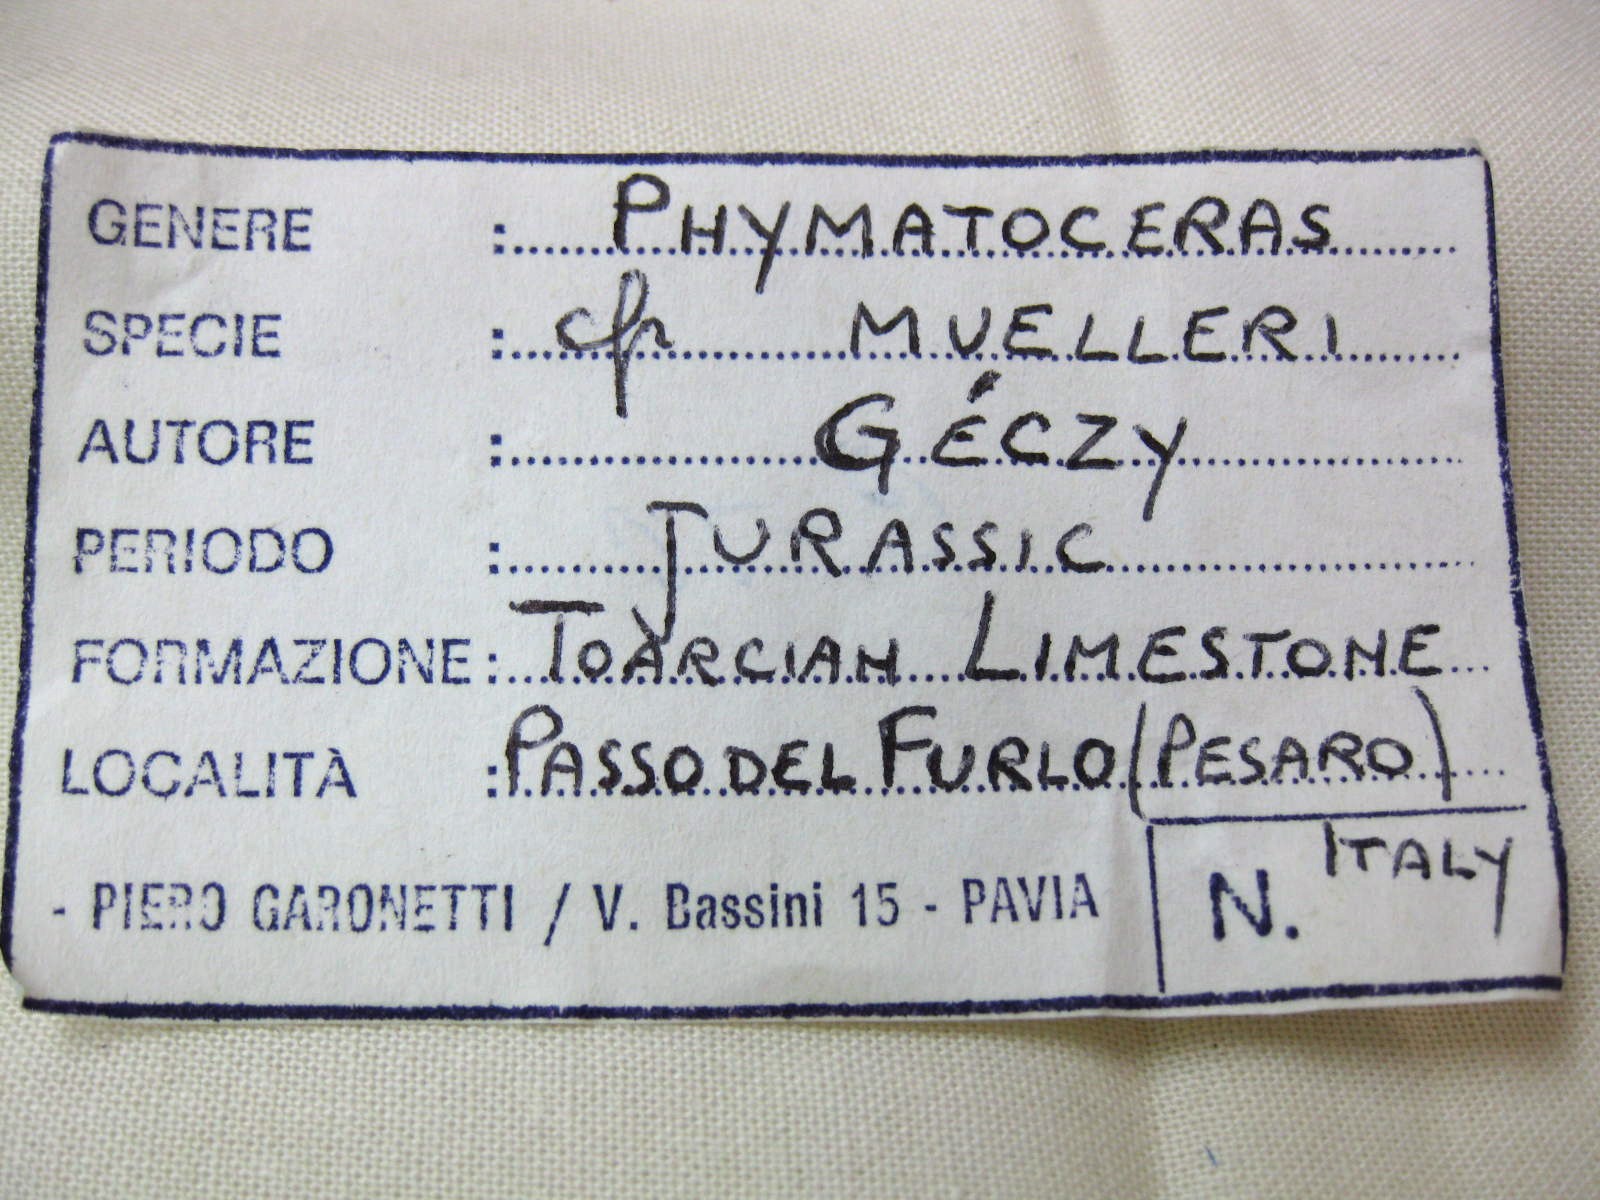 GENERE : PHYMATOCERAS
SPECIE : cfr MUELLERI
AUTORE : GÉCZY
PERIODO : JURASSIC
FORMAZIONE : TOARCIAN LIMESTONE
LOCALITÀ : PASSO DEL FURLO (PESARO)
ITALY
- PIERO GARONETTI / V. Bassini 15 - PAVIA N.